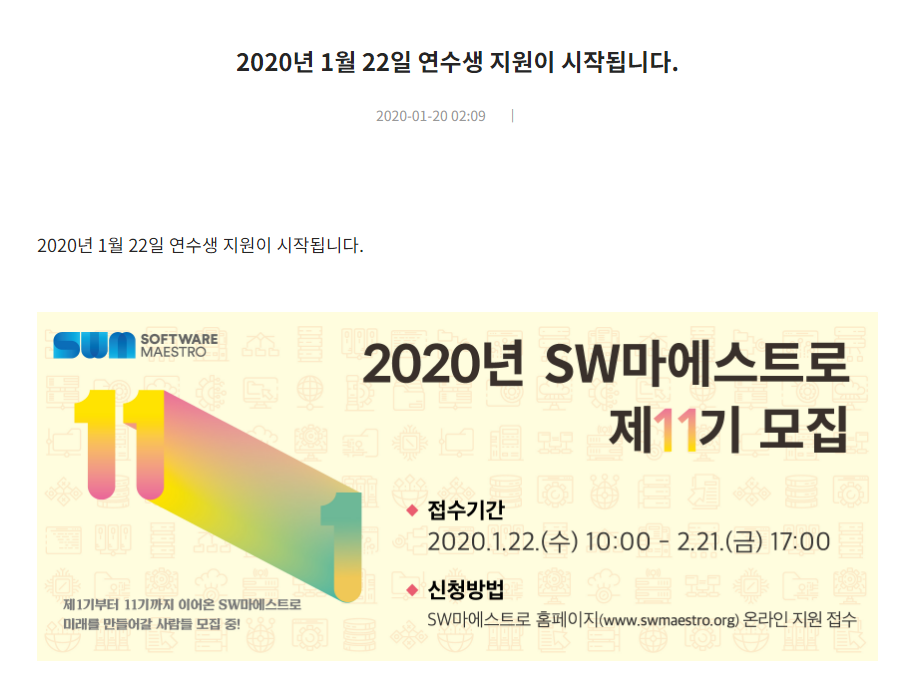 2020년 1월 22일 연수생 지원이 시작됩니다.
2020-01-20 02:09 |
2020년 1월 22일 연수생 지원이 시작됩니다.
SWM SOFTWARE
MAESTRO
2020년 SW마에스트로
제11기 모집
11
1
◆ 접수기간
2020.1.22.(수) 10:00 - 2.21.(금) 17:00
◆ 신청방법
SW마에스트로 홈페이지(www.swmaestro.org) 온라인 지원 접수
제1기부터 11기까지 이어온 SW마에스트로
미래를 만들어갈 사람들 모집 중!